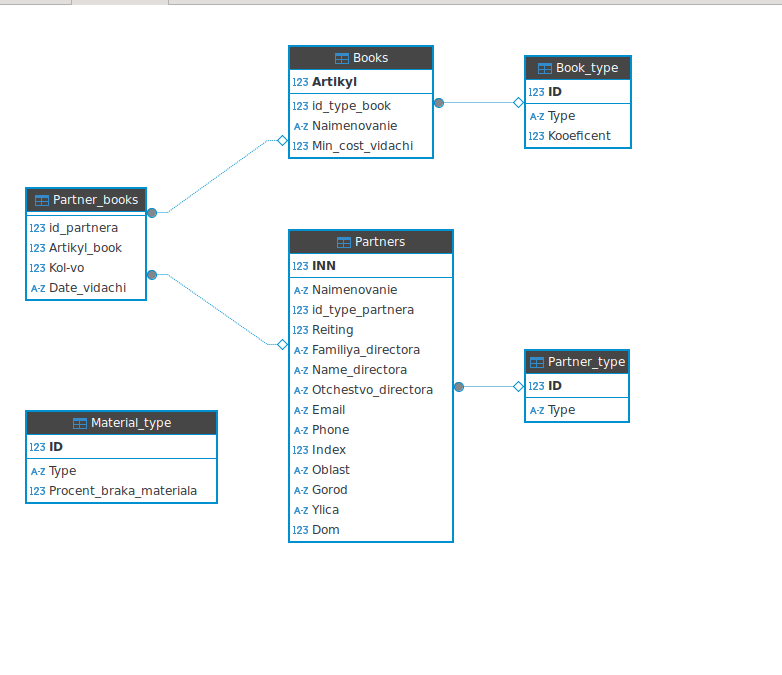 Books
123 Artikyl
123 id_type_book
A-Z Naimenovanie
123 Min_cost_vidachi
Book_type
123 ID
A-Z Type
123 Kooeficent
Partner_books
123 id_partnera
123 Artikyl_book
123 Kol-vo
A-Z Date_vidachi
Partners
123 INN
A-Z Naimenovanie
123 id_type_partnera
123 Reiting
A-Z Familiya_directora
A-Z Name_directora
A-Z Otchestvo_directora
A-Z Email
A-Z Phone
123 Index
A-Z Oblast
A-Z Gorod
A-Z Ylica
123 Dom
Partner_type
123 ID
A-Z Type
Material_type
123 ID
A-Z Type
123 Procent_braka_materiala